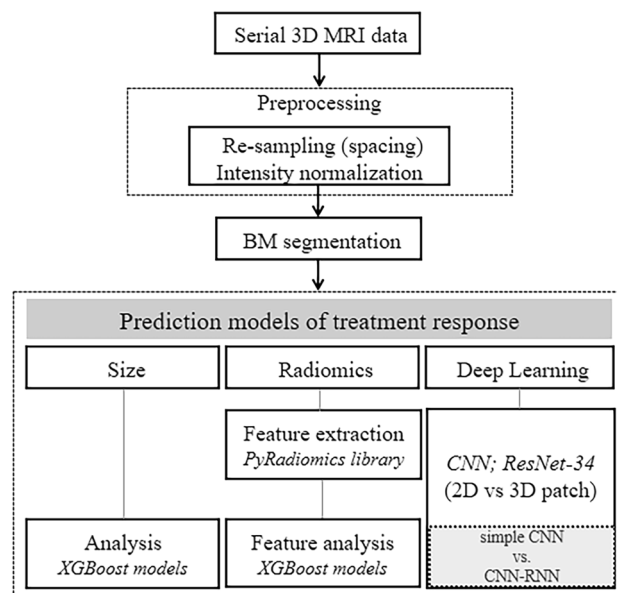 Serial 3D MRI data
Preprocessing
Re-sampling (spacing)
Intensity normalization
BM segmentation
Prediction models of treatment response
Size
Radiomics
Deep Learning
Feature extraction
PyRadiomics library
CNN; ResNet-34
(2D vs 3D patch)
Analysis
XGBoost models
Feature analysis
XGBoost models
simple CNN
vs.
CNN-RNN